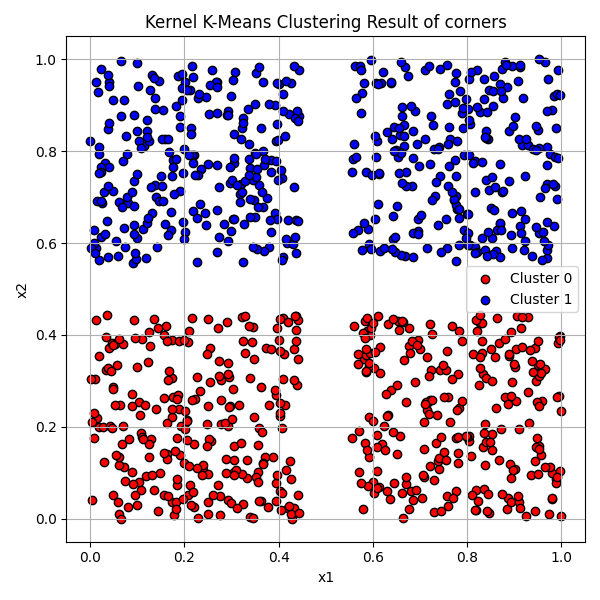 Kernel K-Means Clustering Result of corners
x2
1.0
0.8
0.6
0.4
0.2
0.0
Cluster 0
Cluster 1
0.0 0.2 0.4 0.6 0.8 1.0
x1